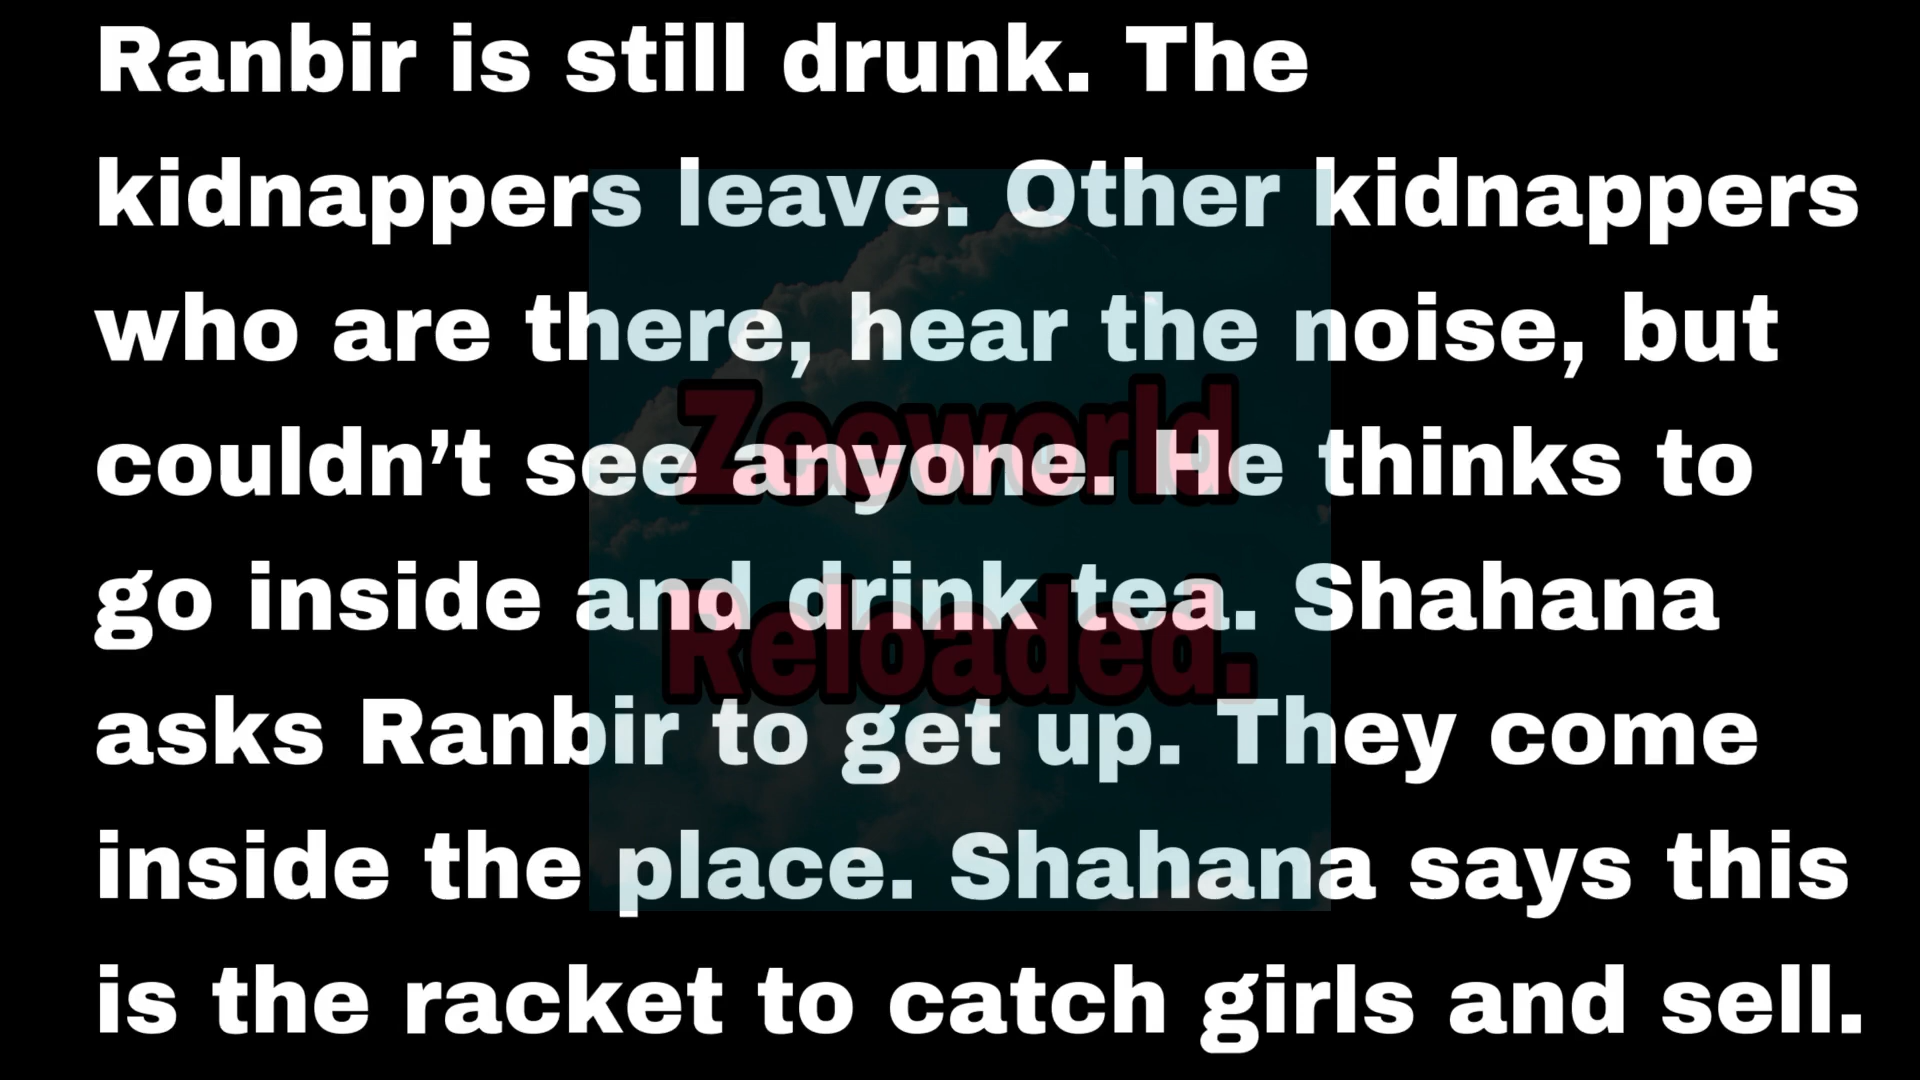 Ranbir is still drunk. The
kidnappers leave. Other kidnappers
who are there, hear the noise, but
couldn’t see anyone. He thinks to
go inside and drink tea. Shahana
asks Ranbir to get up. They come
inside the place. Shahana says this
is the racket to catch girls and sell.
Zeeworld
Reloaded.